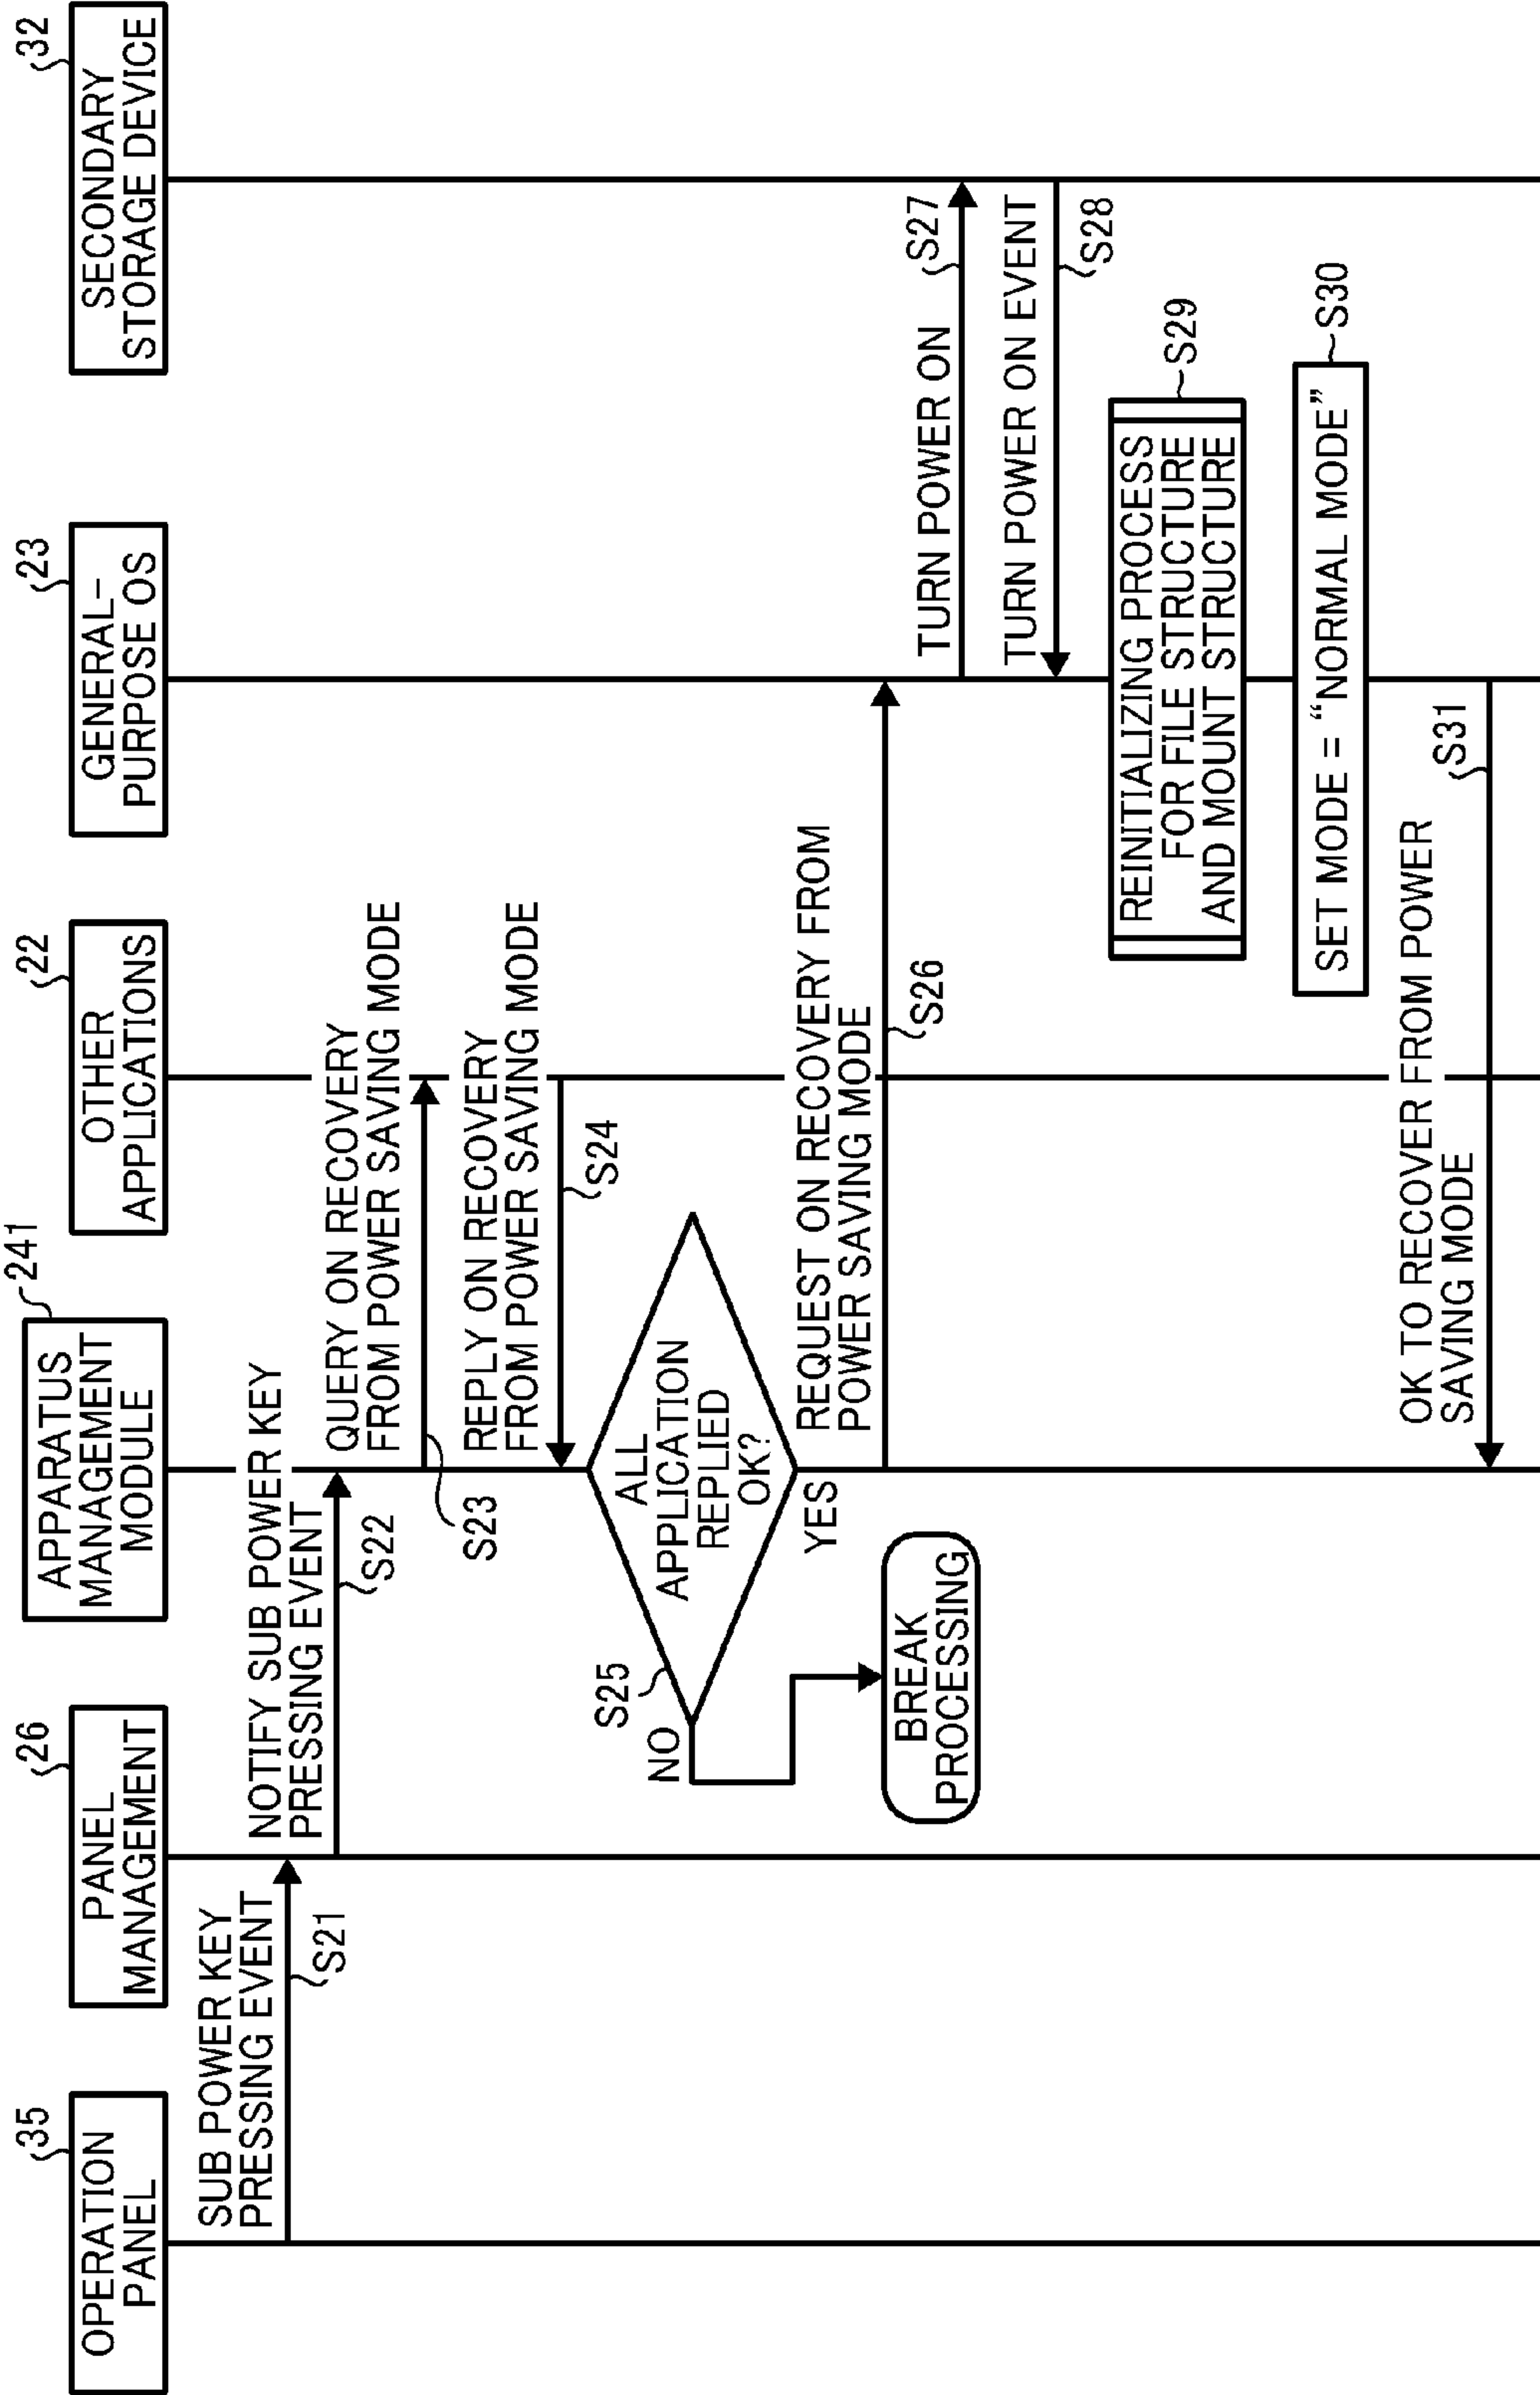 35
OPERATION
PANEL
26
PANEL
MANAGEMENT
241
APPARATUS
MANAGEMENT
MODULE
22
OTHER
APPLICATIONS
23
GENERAL-
PURPOSE OS
32
SECONDARY
STORAGE DEVICE
SUB POWER KEY
PRESSING EVENT
S21
NOTIFY SUB POWER KEY
PRESSING EVENT
S22
QUERY ON RECOVERY
FROM POWER SAVING MODE
S23
REPLY ON RECOVERY
FROM POWER SAVING MODE
S24
S25
ALL
APPLICATION
REPLIED
OK?
NO
YES
BREAK
PROCESSING
REQUEST ON RECOVERY FROM
POWER SAVING MODE
S26
TURN POWER ON
S27
TURN POWER ON EVENT
S28
REINITIALIZING PROCESS
FOR FILE STRUCTURE
AND MOUNT STRUCTURE
S29
SET MODE = “NORMAL MODE”
S30
OK TO RECOVER FROM POWER
SAVING MODE
S31